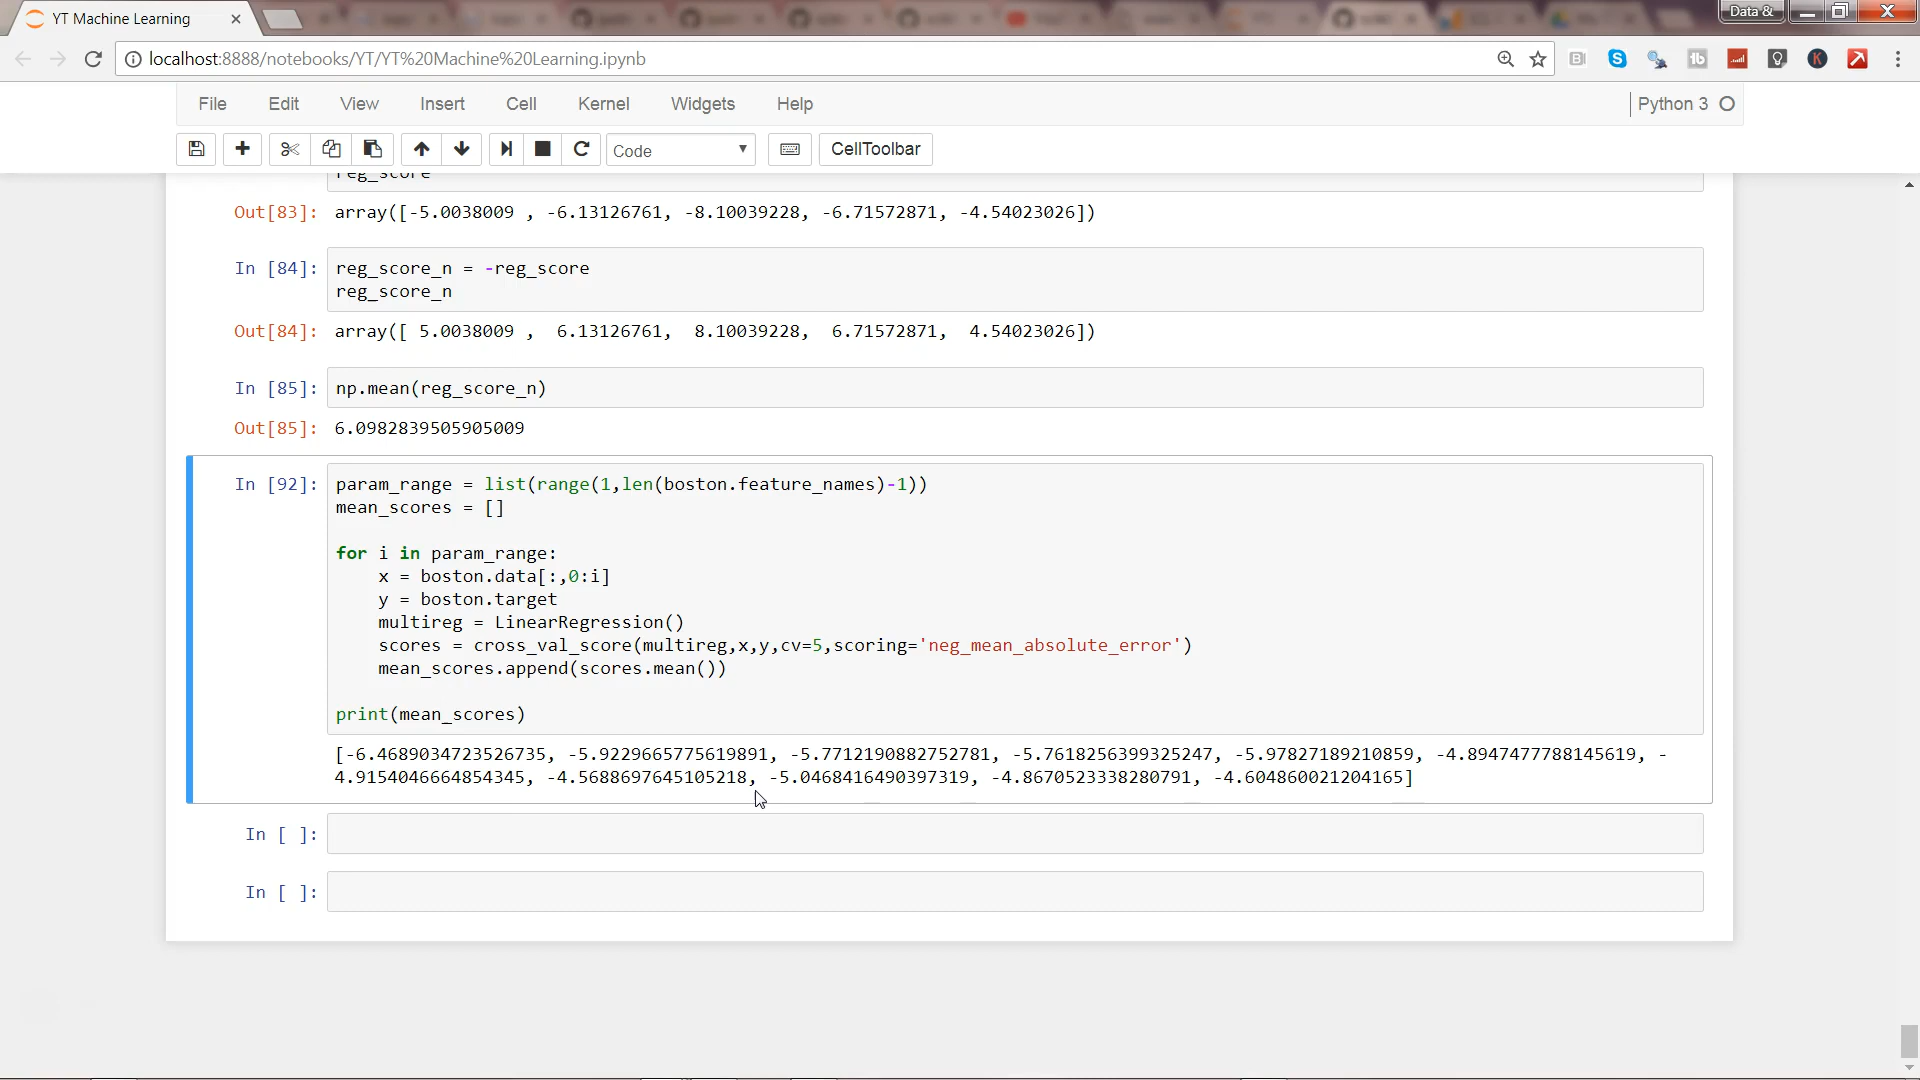 YT Machine Learning
Data &
localhost:8888/notebooks/YT/YT%20Machine%20Learning.ipynb
File Edit View Insert Cell Kernel Widgets Help
Python 3
Code
CellToolbar
reg_score
Out[83]: array([-5.0038009 , -6.13126761, -8.10039228, -6.71572871, -4.54023026])
In [84]: reg_score_n = -reg_score
reg_score_n
Out[84]: array([ 5.0038009 , 6.13126761, 8.10039228, 6.71572871, 4.54023026])
In [85]: np.mean(reg_score_n)
Out[85]: 6.0982839505905009
In [92]: param_range = list(range(1,len(boston.feature_names)-1))
mean_scores = []
for i in param_range:
x = boston.data[:,0:i]
y = boston.target
multireg = LinearRegression()
scores = cross_val_score(multireg,x,y,cv=5,scoring='neg_mean_absolute_error')
mean_scores.append(scores.mean())
print(mean_scores)
[-6.4689034723526735, -5.9229665775619891, -5.7712190882752781, -5.7618256399325247, -5.97827189210859, -4.8947477788145619, -
4.9154046664854345, -4.5688697645105218, -5.0468416490397319, -4.8670523338280791, -4.604860021204165]
In [ ]:
In [ ]: